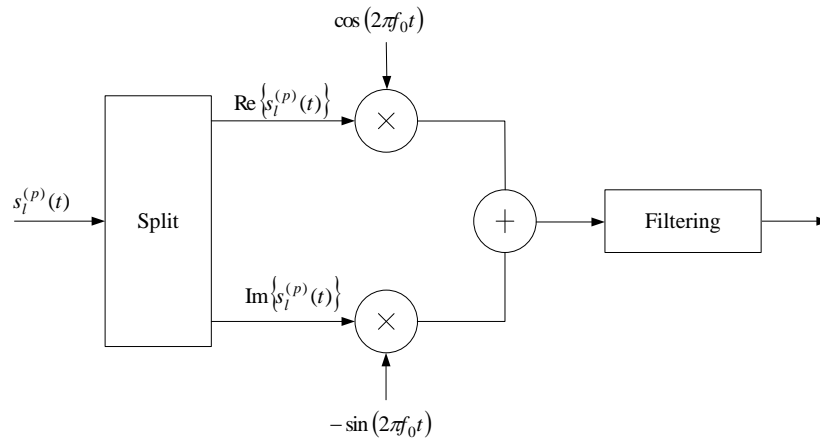 cos(2πf₀t)
Re{s_l^(p)(t)}
×
s_l^(p)(t)
Split
+
Filtering
Im{s_l^(p)(t)}
×
−sin(2πf₀t)